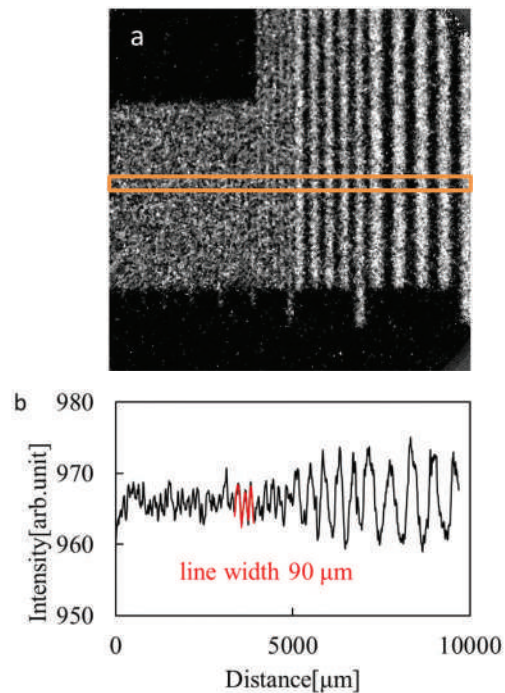 a
b
980
970
960
950
Intensity[arb.unit]
line width 90 μm
0
5000
10000
Distance[μm]